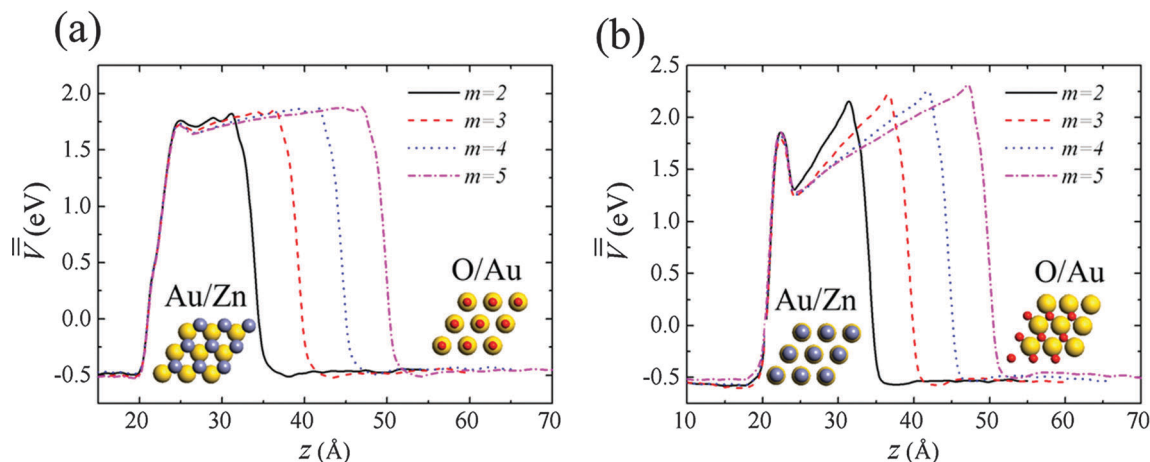 (a)
2.0
1.5
1.0
0.5
0.0
-0.5
V̿ (eV)
m=2
m=3
m=4
m=5
Au/Zn
O/Au
20 30 40 50 60 70
z (Å)
(b)
2.5
2.0
1.5
1.0
0.5
0.0
-0.5
V̿ (eV)
m=2
m=3
m=4
m=5
Au/Zn
O/Au
10 20 30 40 50 60 70
z (Å)